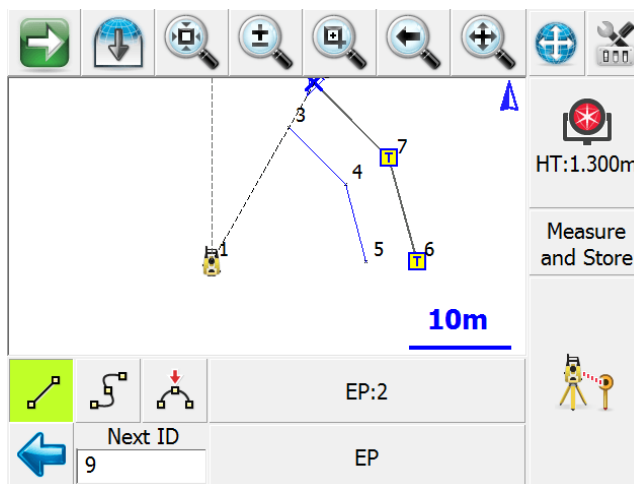 3
7
4
1
5
6
T
T
10m
HT:1.300m
Measure
and Store
EP:2
Next ID
9
EP